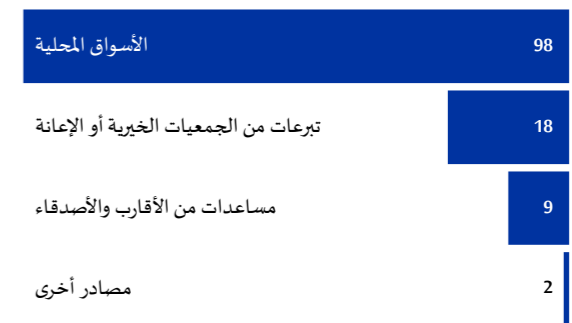 98 الأسواق المحلية
18 تبرعات من الجمعيات الخيرية أو الإعانة
9 مساعدات من الأقارب والأصدقاء
2 مصادر أخرى